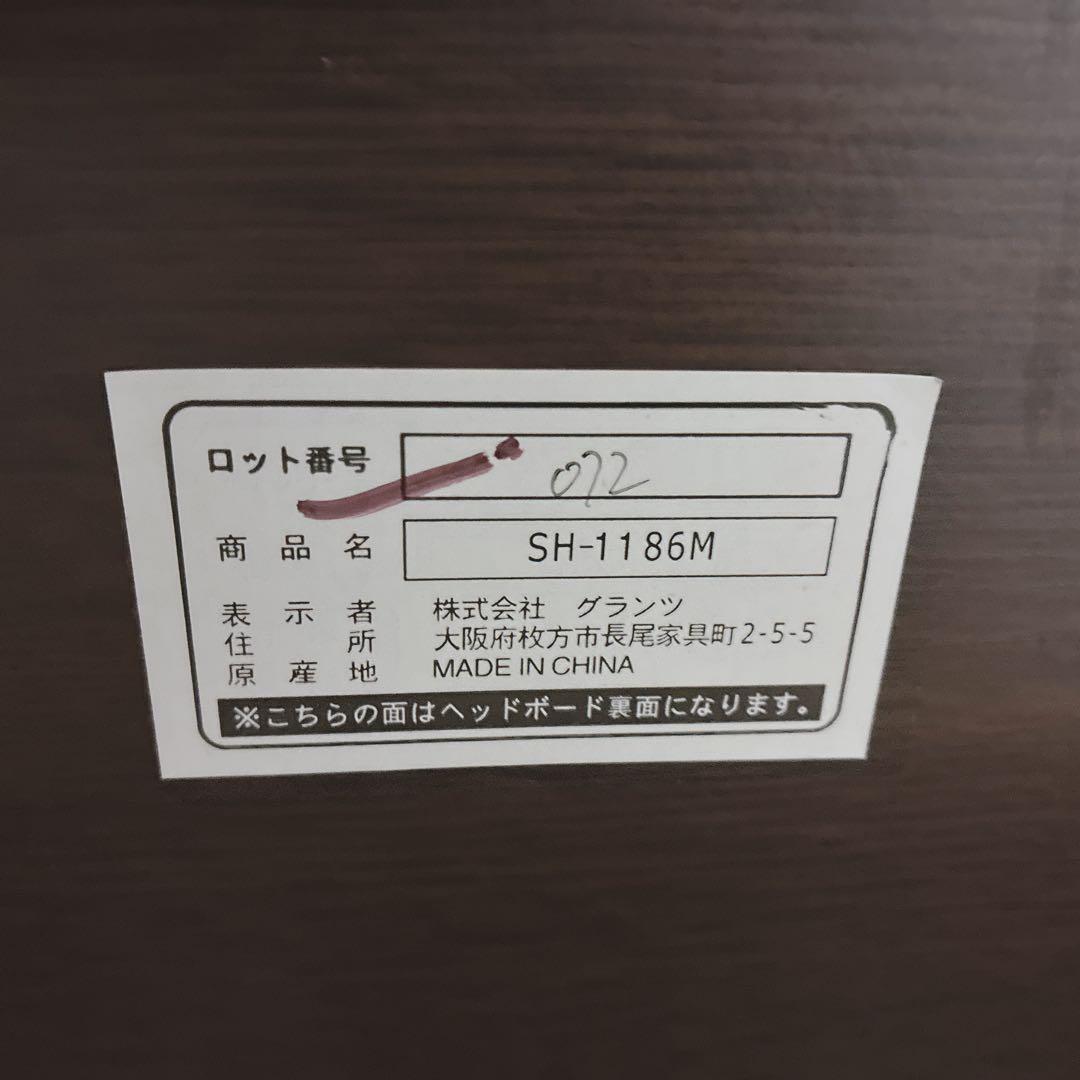 ロット番号 072
商品名 SH-1186M
表示者 株式会社 グランツ
住所 大阪府枚方市長尾家具町2-5-5
原産地 MADE IN CHINA
※こちらの面はヘッドボード裏面になります。